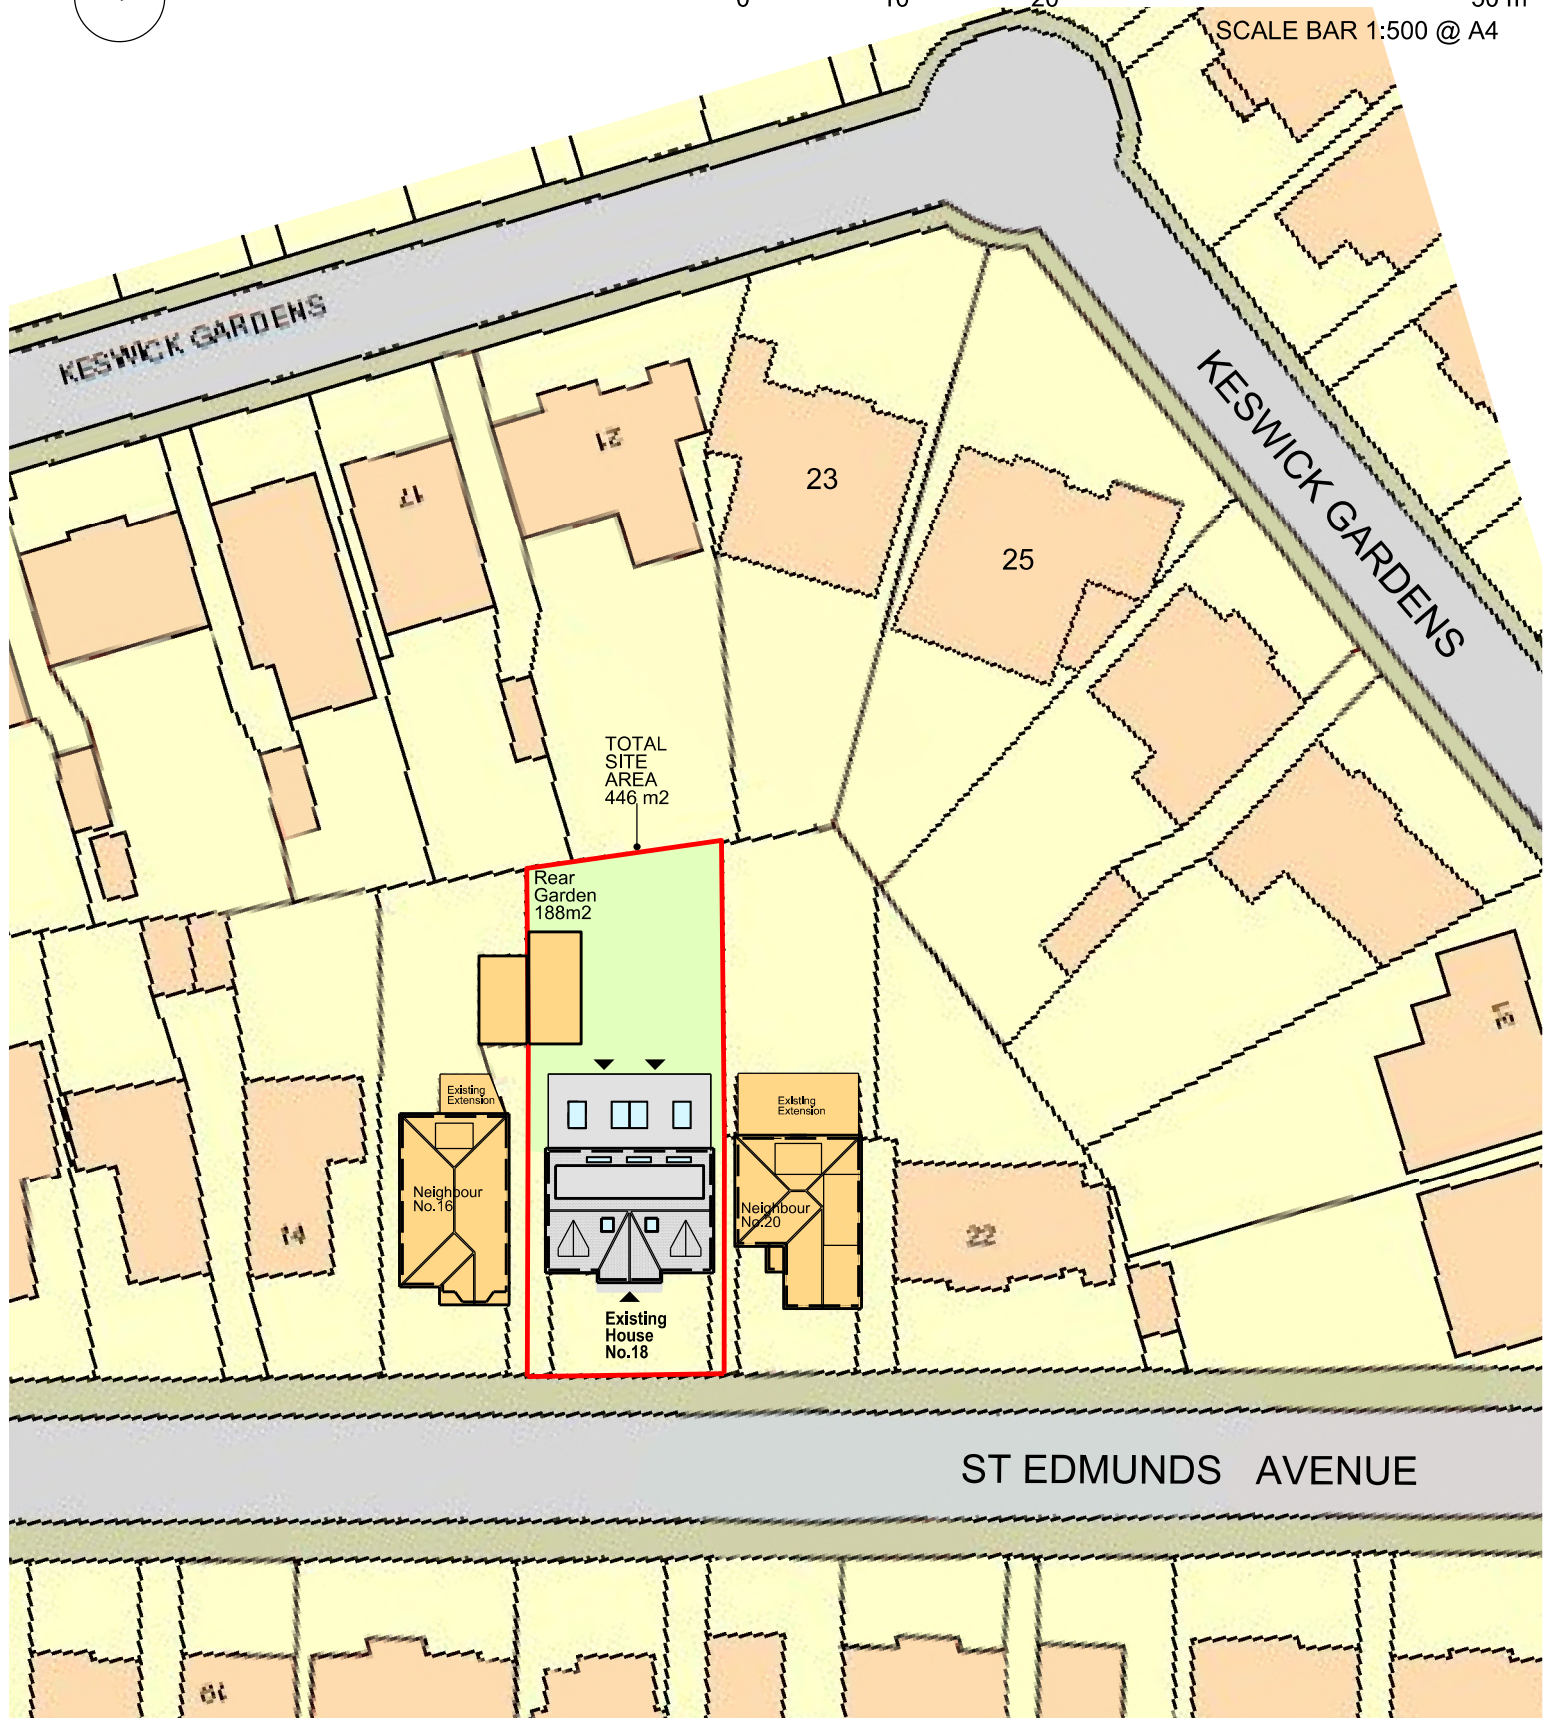 SCALE BAR 1:500 @ A4
KESWICK GARDENS
KESWICK GARDENS
21
17
23
25
TOTAL
SITE
AREA
446 m2
Rear
Garden
188m2
31
Existing
Extension
Existing
Extension
Neighbour
No.16
Neighbour
No.20
14
22
Existing
House
No.18
ST EDMUNDS AVENUE
19